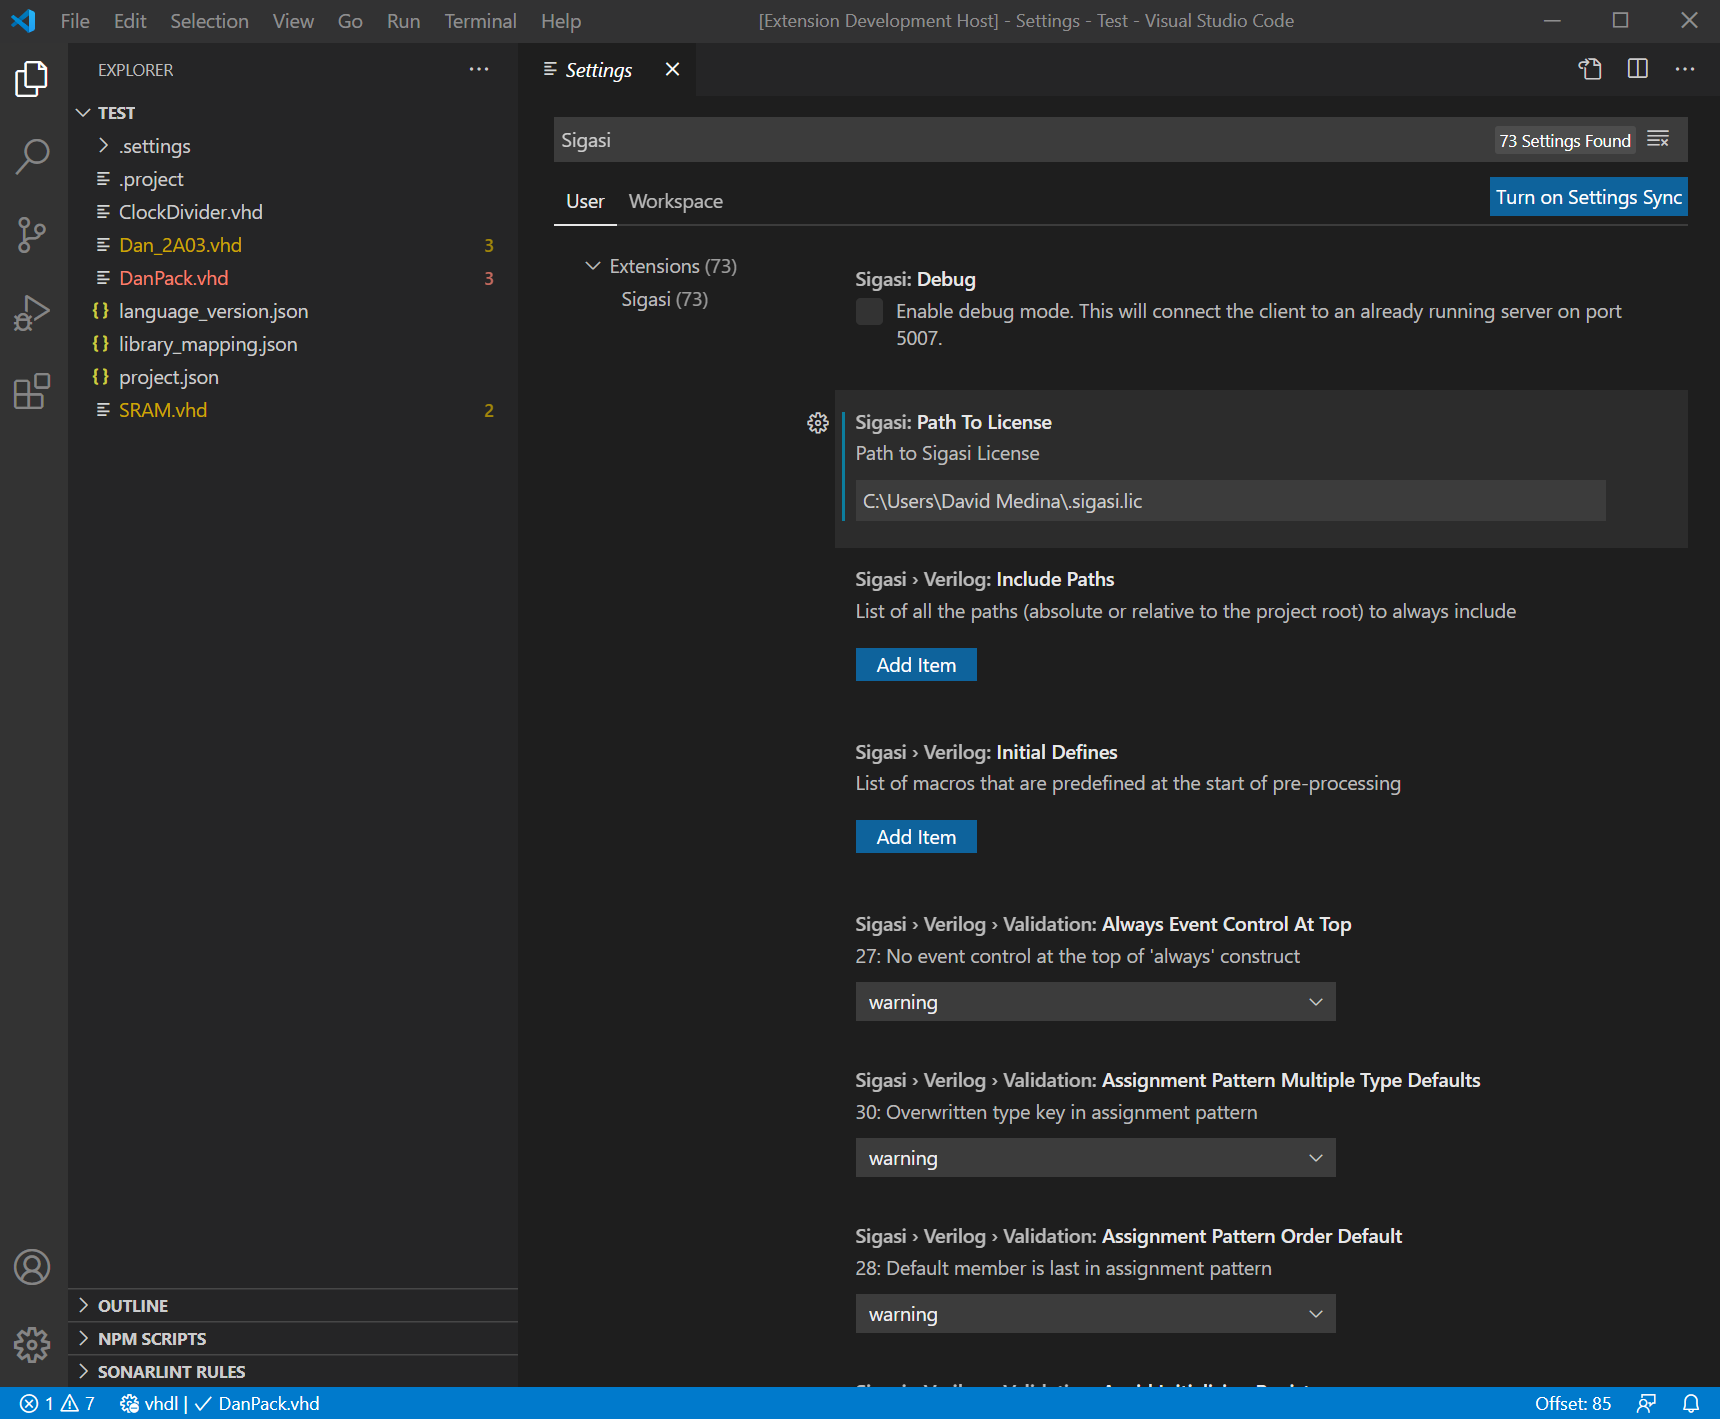 File Edit Selection View Go Run Terminal Help [Extension Development Host] - Settings - Test - Visual Studio Code
EXPLORER
TEST
.settings
.project
ClockDivider.vhd
Dan_2A03.vhd 3
DanPack.vhd 3
language_version.json
library_mapping.json
project.json
SRAM.vhd 2
OUTLINE
NPM SCRIPTS
SONARLINT RULES
Settings
Sigasi
73 Settings Found
User Workspace
Turn on Settings Sync
Extensions (73)
Sigasi (73)
Sigasi: Debug
Enable debug mode. This will connect the client to an already running server on port
5007.
Sigasi: Path To License
Path to Sigasi License
C:\Users\David Medina\.sigasi.lic
Sigasi › Verilog: Include Paths
List of all the paths (absolute or relative to the project root) to always include
Add Item
Sigasi › Verilog: Initial Defines
List of macros that are predefined at the start of pre-processing
Add Item
Sigasi › Verilog › Validation: Always Event Control At Top
27: No event control at the top of 'always' construct
warning
Sigasi › Verilog › Validation: Assignment Pattern Multiple Type Defaults
30: Overwritten type key in assignment pattern
warning
Sigasi › Verilog › Validation: Assignment Pattern Order Default
28: Default member is last in assignment pattern
warning
1 7 vhdl | DanPack.vhd Offset: 85